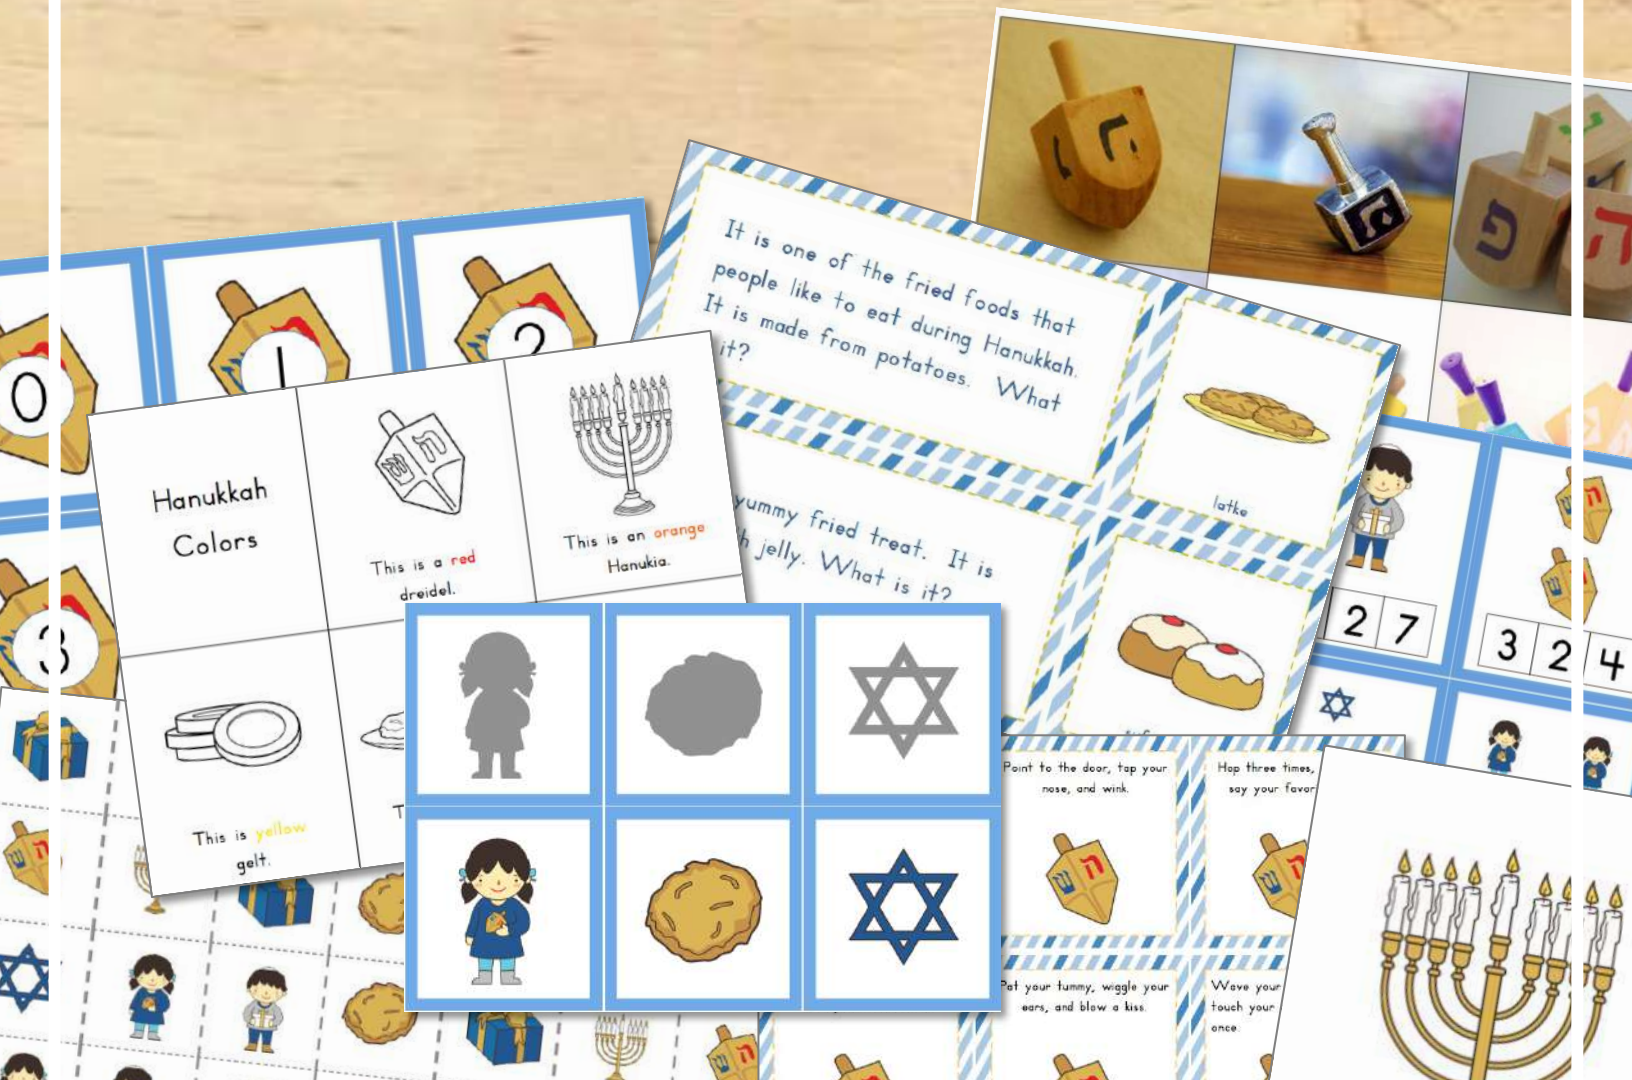 0
1
2
3
Hanukkah
Colors
This is a red
dreidel.
This is an orange
Hanukia.
This is yellow
gelt.
It is one of the fried foods that
people like to eat during Hanukkah.
It is made from potatoes. What
it?
latke
yummy fried treat. It is
jelly. What is it?
2 7
3 2 4
Point to the door, tap your
nose, and wink.
Hop three times,
say your favor
Pat your tummy, wiggle your
ears, and blow a kiss.
Wave your
touch your
once.
ה
ש
ה
ש
ה
ש
פ
ה